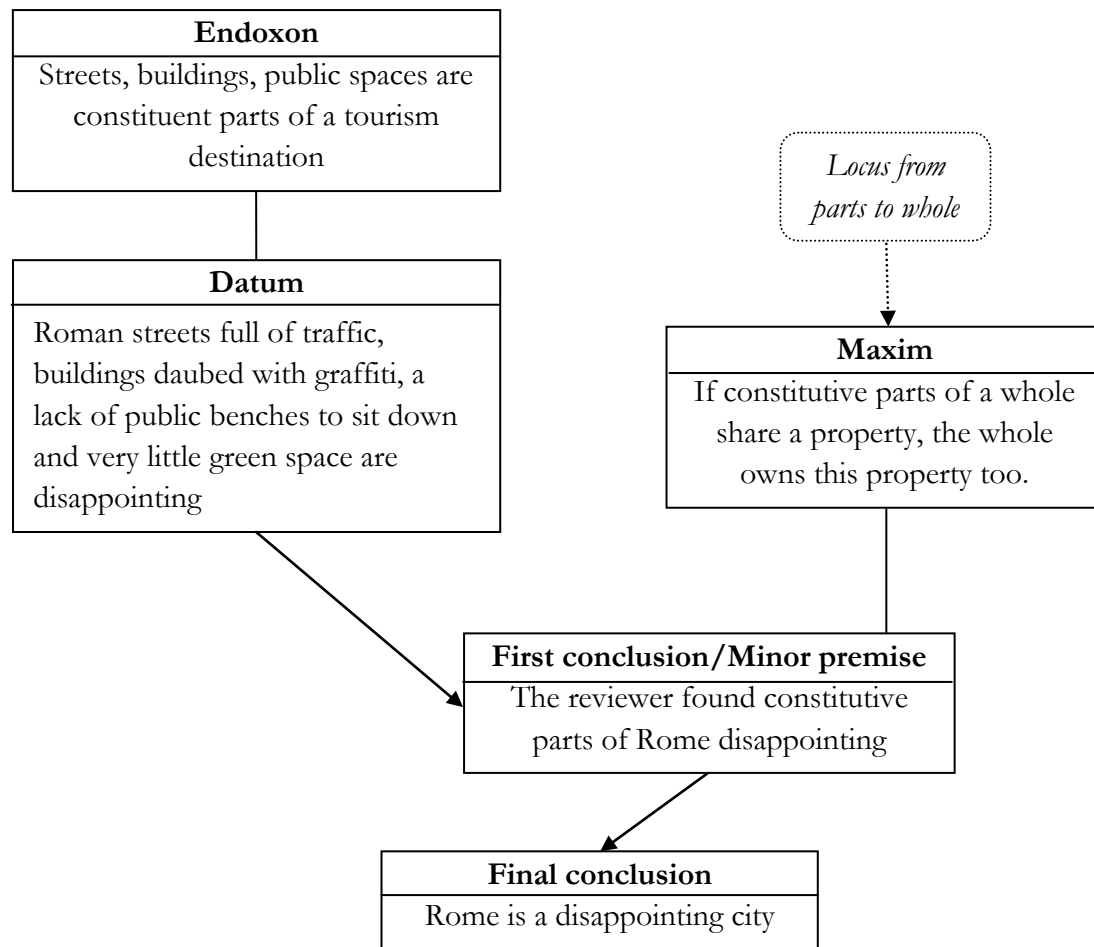 Endoxon
Streets, buildings, public spaces are
constituent parts of a tourism
destination
Locus from
parts to whole
Datum
Roman streets full of traffic,
buildings daubed with graffiti, a
lack of public benches to sit down
and very little green space are
disappointing
Maxim
If constitutive parts of a whole
share a property, the whole
owns this property too.
First conclusion/Minor premise
The reviewer found constitutive
parts of Rome disappointing
Final conclusion
Rome is a disappointing city